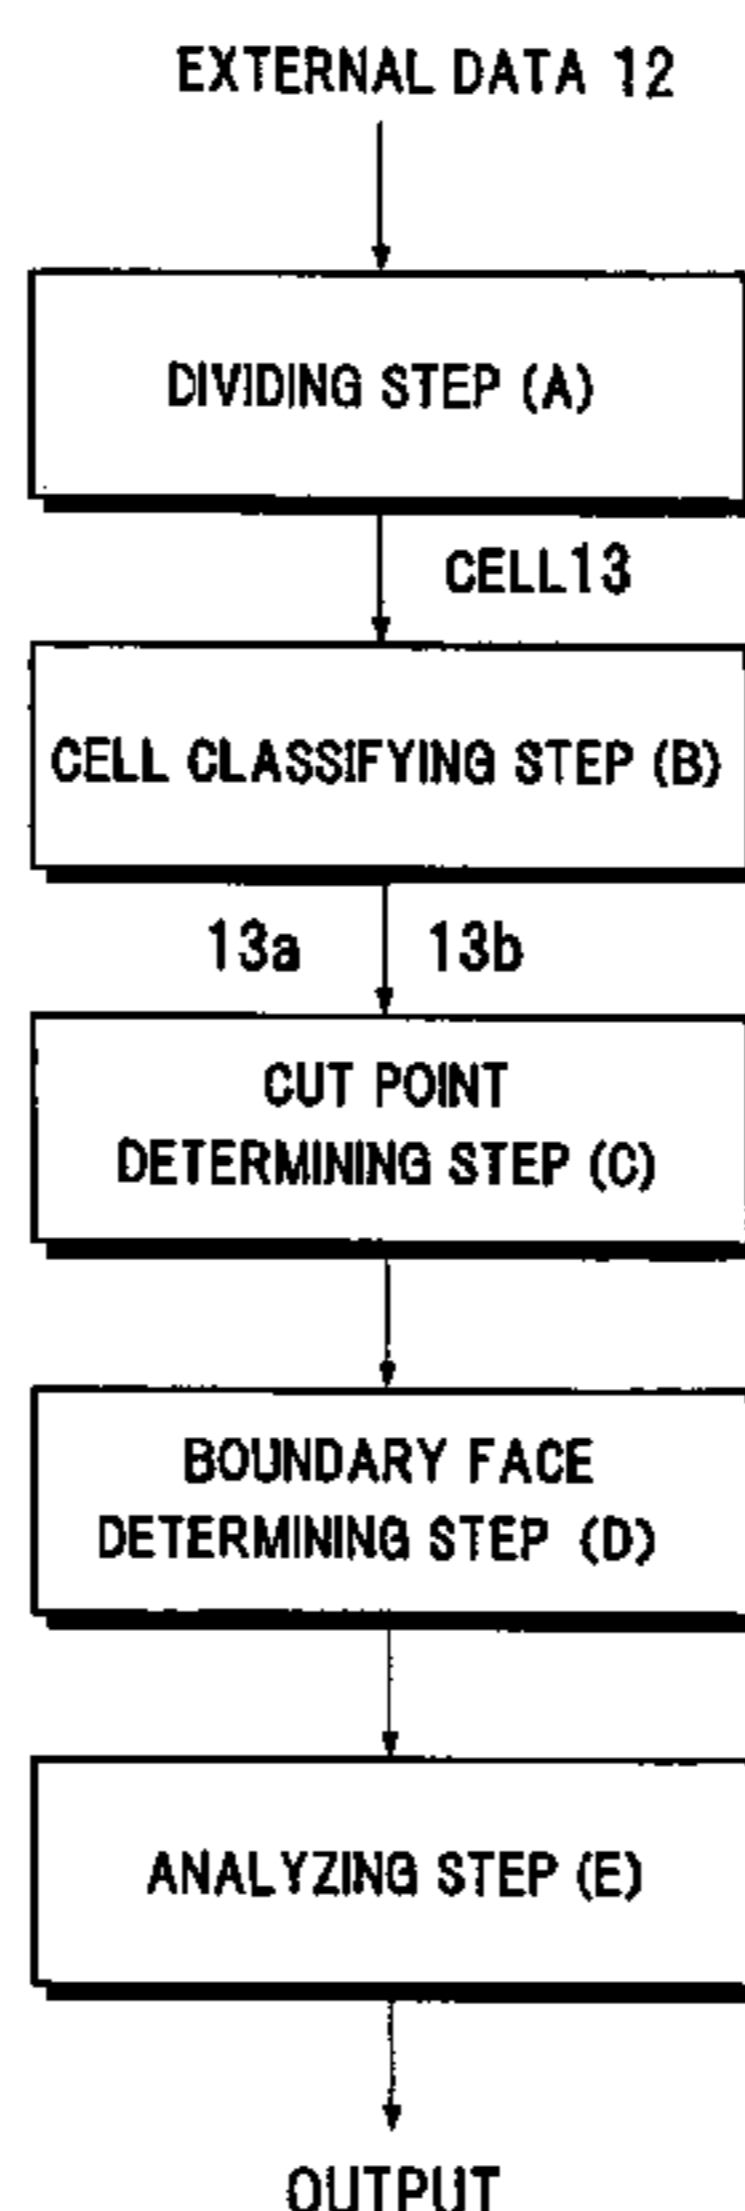 EXTERNAL DATA 12
DIVIDING STEP (A)
CELL13
CELL CLASSIFYING STEP (B)
13a 13b
CUT POINT
DETERMINING STEP (C)
BOUNDARY FACE
DETERMINING STEP (D)
ANALYZING STEP (E)
OUTPUT